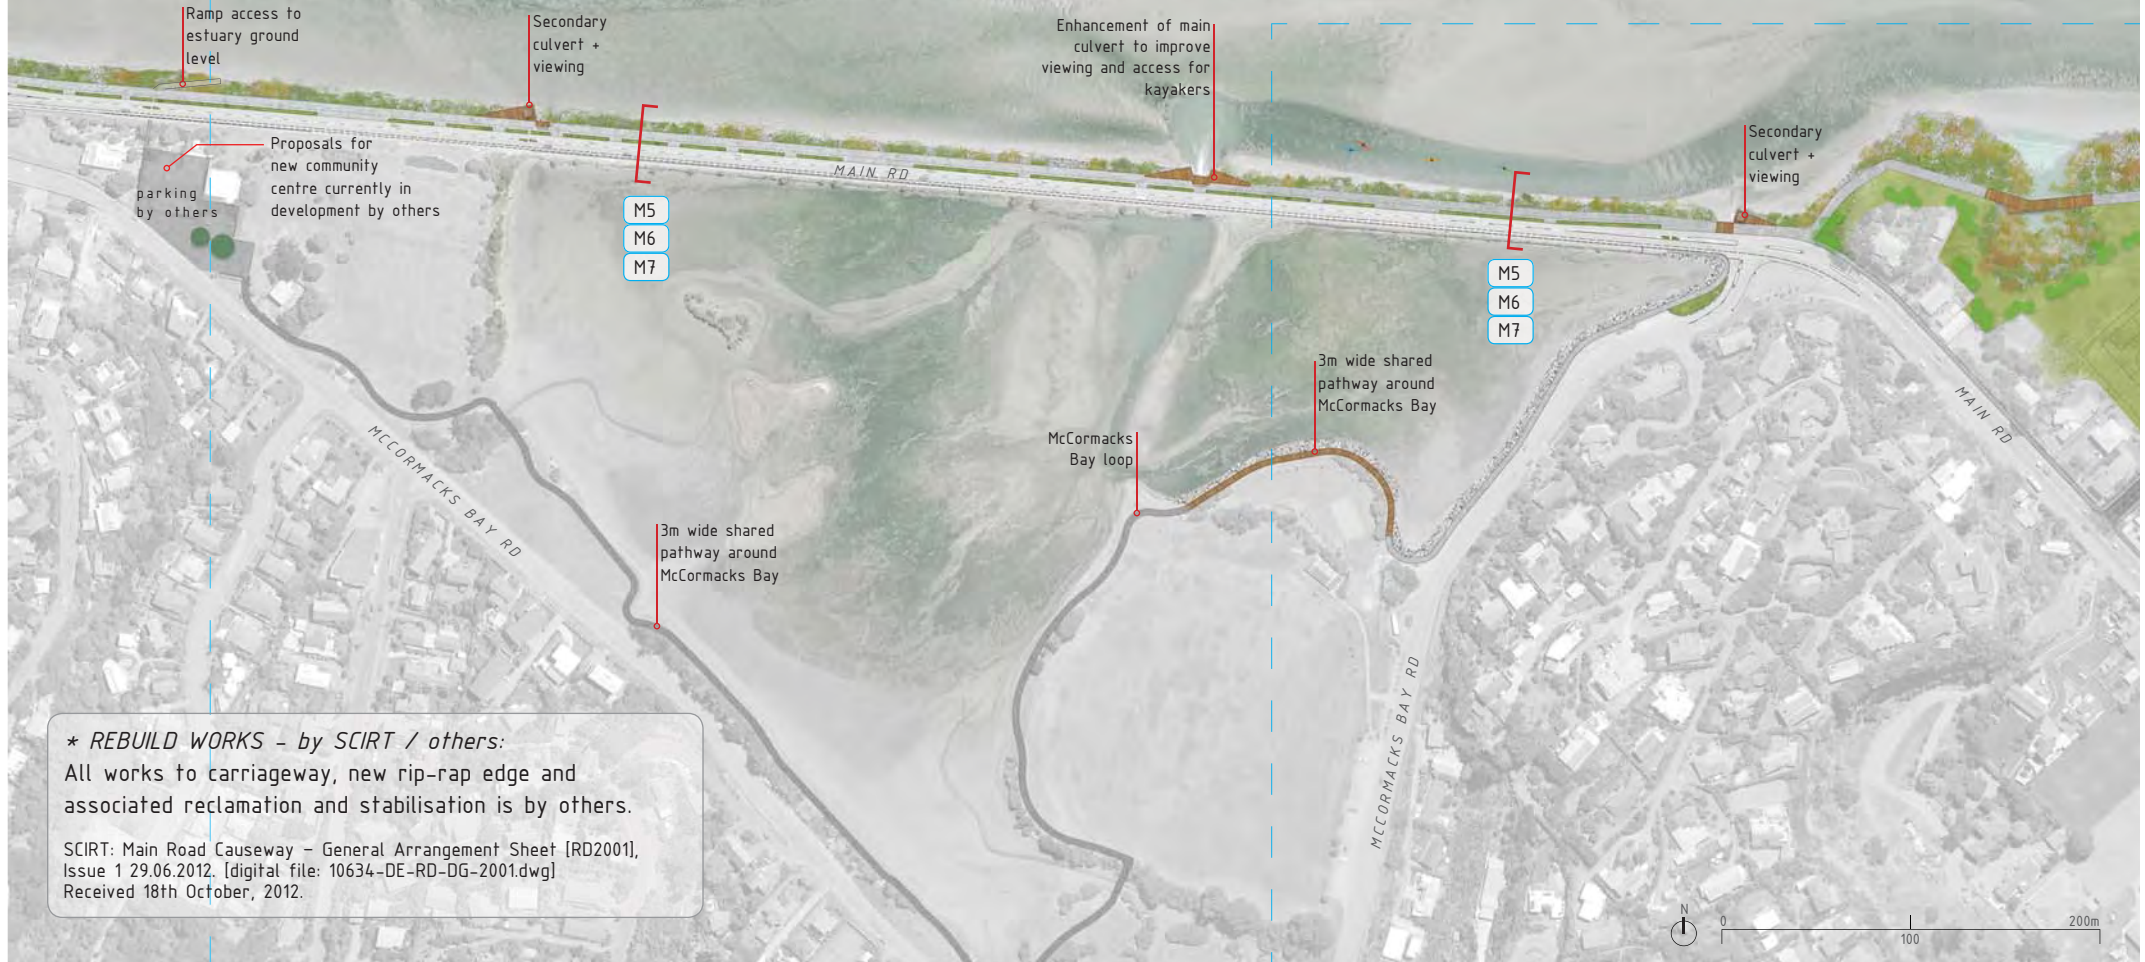 Ramp access to
estuary ground
level
Secondary
culvert +
viewing
Enhancement of main
culvert to improve
viewing and access for
kayakers
Secondary
culvert +
viewing
Proposals for
new community
centre currently in
development by others
parking
by others
MAIN RD
M5
M6
M7
M5
M6
M7
3m wide shared
pathway around
McCormacks Bay
MAIN RD
McCormacks
Bay loop
MCCORMACKS BAY RD
3m wide shared
pathway around
McCormacks Bay
MCCORMACKS BAY RD
* REBUILD WORKS - by SCIRT / others:
All works to carriageway, new rip-rap edge and
associated reclamation and stabilisation is by others.
SCIRT: Main Road Causeway – General Arrangement Sheet [RD2001],
Issue 1 29.06.2012. [digital file: 10634-DE-RD-DG-2001.dwg]
Received 18th October, 2012.
N
0
100
200m